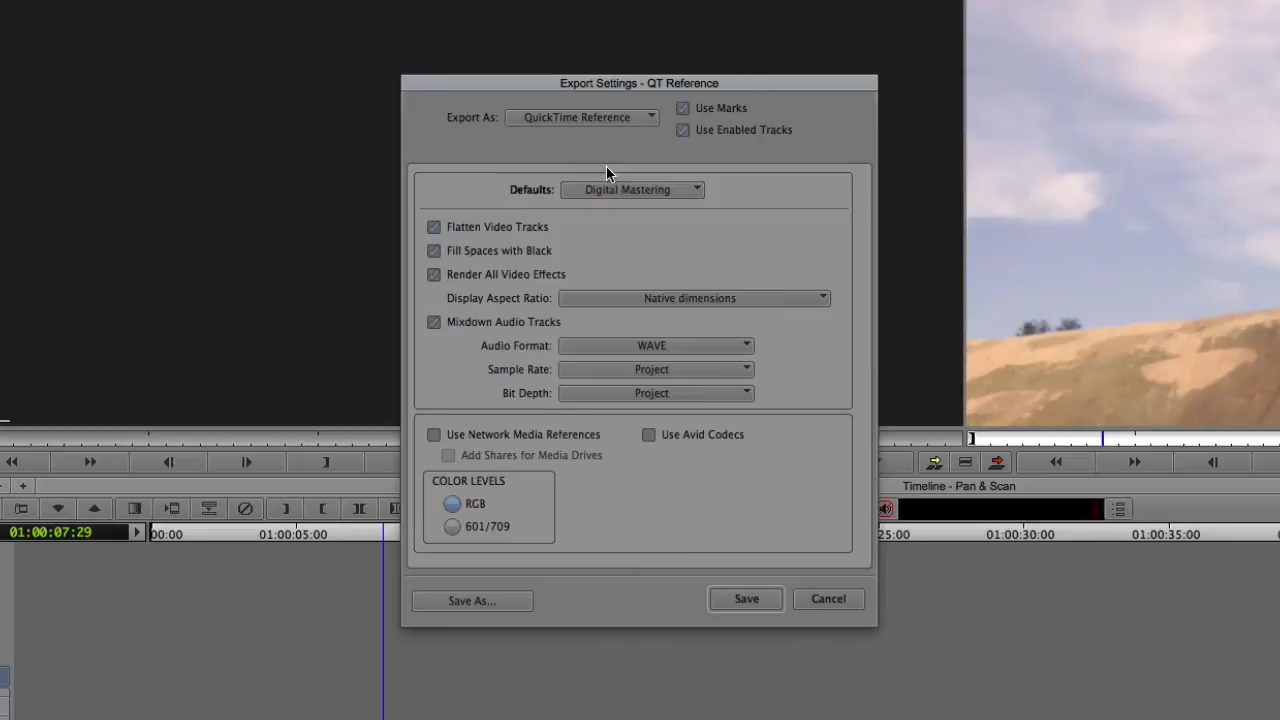 Export Settings - QT Reference
Export As: QuickTime Reference
Use Marks
Use Enabled Tracks
Defaults: Digital Mastering
Flatten Video Tracks
Fill Spaces with Black
Render All Video Effects
Display Aspect Ratio: Native dimensions
Mixdown Audio Tracks
Audio Format: WAVE
Sample Rate: Project
Bit Depth: Project
Use Network Media References Use Avid Codecs
Add Shares for Media Drives
COLOR LEVELS
RGB
601/709
Save As... Save Cancel
Timeline - Pan & Scan
01:00:07:29 00:00 01:00:05:00 25:00 01:00:30:00 01:00:35:00